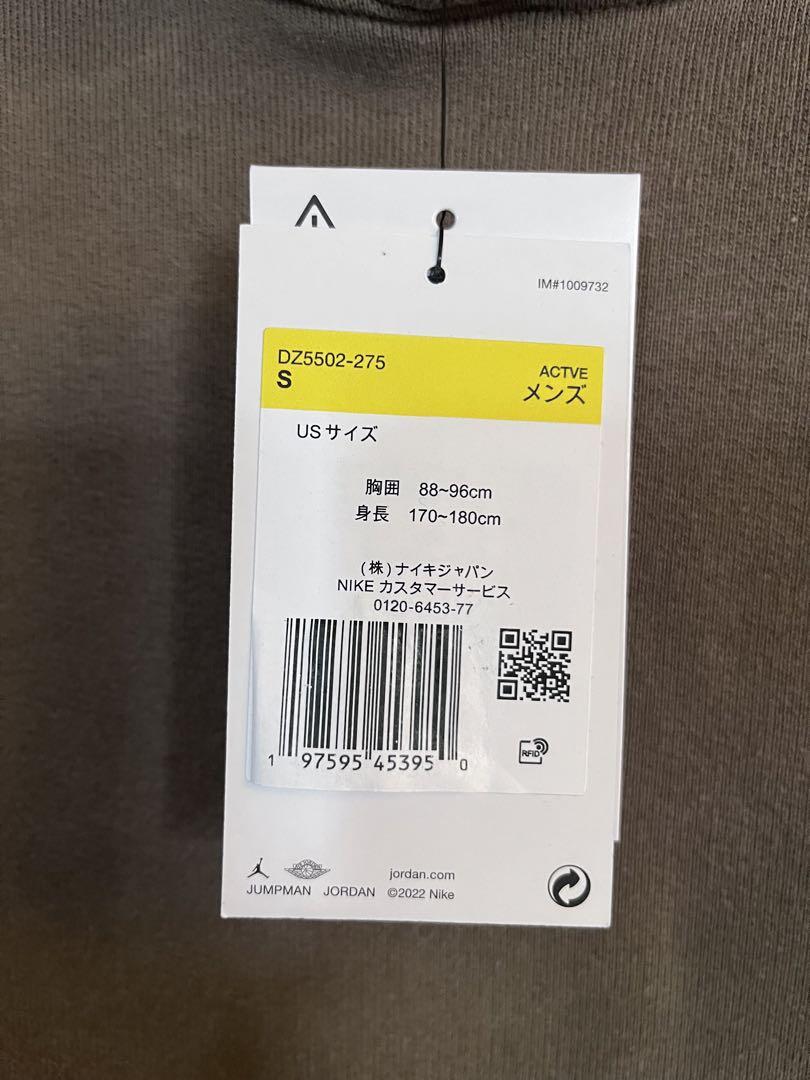 IM#1009732
DZ5502-275
S
ACTVE
メンズ
USサイズ
胸囲 88~96cm
身長 170~180cm
(株)ナイキジャパン
NIKE カスタマーサービス
0120-6453-77
1 97595 45395 0
RFID
jordan.com
JUMPMAN JORDAN ©2022 Nike